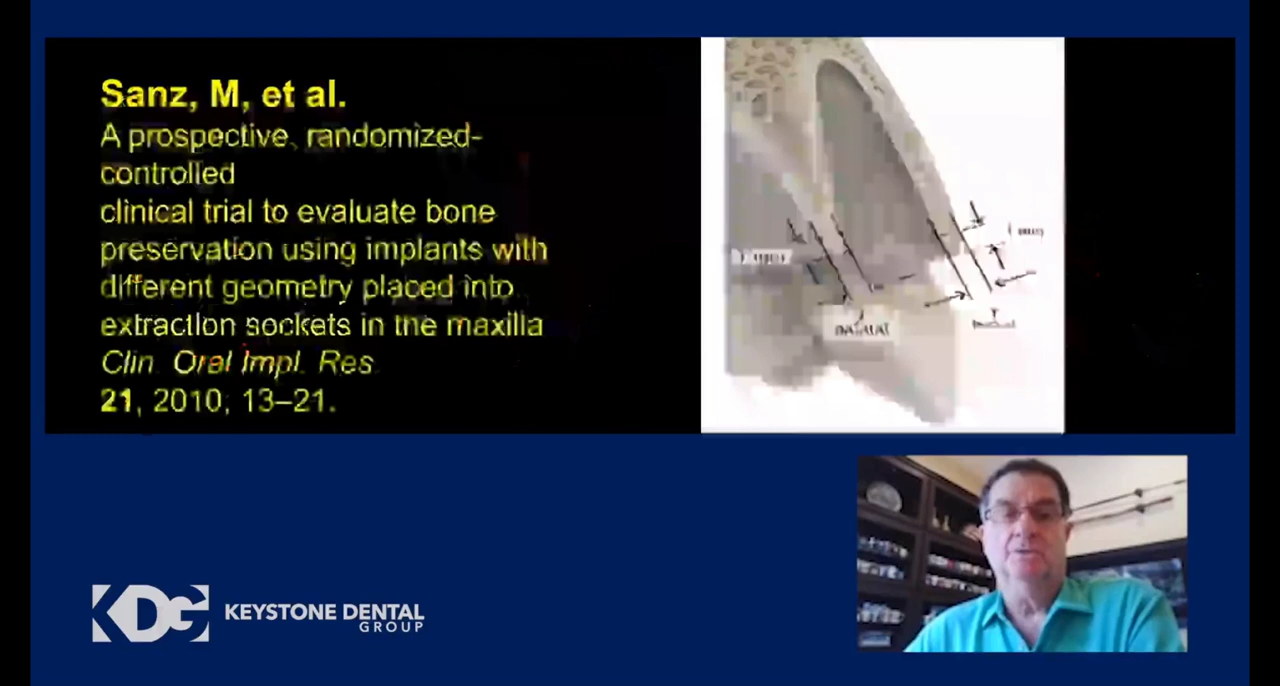 Sanz, M, et al.
A prospective, randomized-
controlled
clinical trial to evaluate bone
preservation using implants with
different geometry placed into
extraction sockets in the maxilla
Clin. Oral Impl. Res
21, 2010; 13–21.
KDG KEYSTONE DENTAL
GROUP